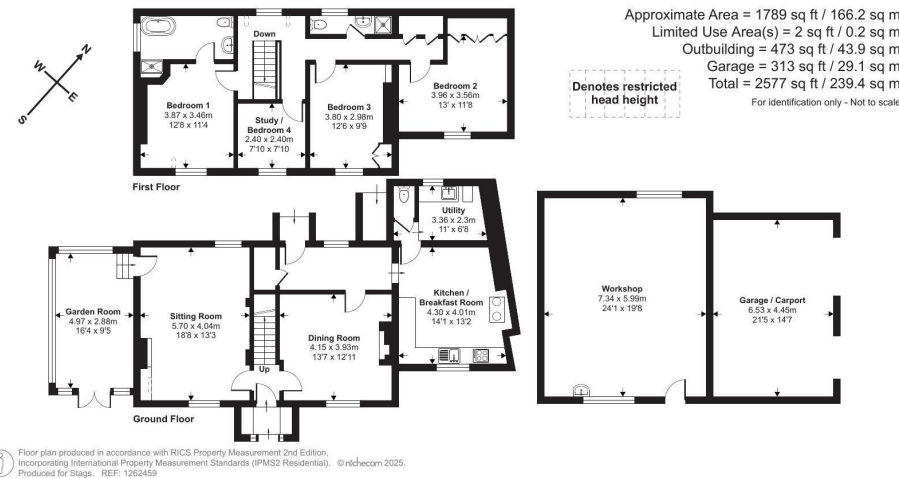 Approximate Area = 1789 sq ft / 166.2 sq m
Limited Use Area(s) = 2 sq ft / 0.2 sq m
Outbuilding = 473 sq ft / 43.9 sq m
Garage = 313 sq ft / 29.1 sq m
Total = 2577 sq ft / 239.4 sq m
For identification only - Not to scale
Denotes restricted
head height
N
W
E
S
Down
Bedroom 1
3.87 x 3.46m
12'8 x 11'4
Study /
Bedroom 4
2.40 x 2.40m
7'10 x 7'10
Bedroom 3
3.80 x 2.98m
12'6 x 9'9
Bedroom 2
3.96 x 3.56m
13' x 11'8
First Floor
Utility
3.36 x 2.3m
11' x 6'8
Garden Room
4.97 x 2.88m
16'4 x 9'5
Sitting Room
5.70 x 4.04m
18'8 x 13'3
Up
Dining Room
4.15 x 3.93m
13'7 x 12'11
Kitchen /
Breakfast Room
4.30 x 4.01m
14'1 x 13'2
Workshop
7.34 x 5.99m
24'1 x 19'8
Garage / Carport
6.53 x 4.45m
21'5 x 14'7
Ground Floor
Floor plan produced in accordance with RICS Property Measurement 2nd Edition,
Incorporating International Property Measurement Standards (IPMS2 Residential). © nichecom 2025.
Produced for Stags. REF: 1262459